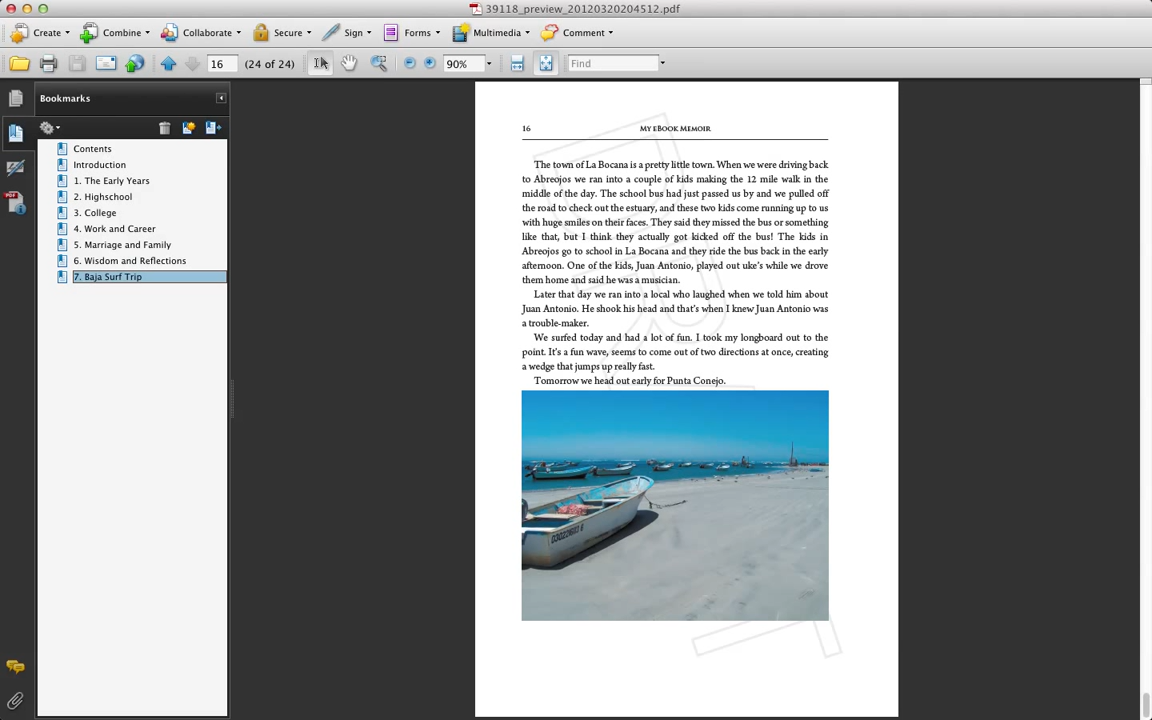 39118_preview_20120320204512.pdf
Create Combine Collaborate Secure Sign Forms Multimedia Comment
16 (24 of 24) 90% Find
Bookmarks
Contents
Introduction
1. The Early Years
2. Highschool
3. College
4. Work and Career
5. Marriage and Family
6. Wisdom and Reflections
7. Baja Surf Trip
16 My eBook Memoir
The town of La Bocana is a pretty little town. When we were driving back
to Abreojos we ran into a couple of kids making the 12 mile walk in the
middle of the day. The school bus had just passed us by and we pulled off
the road to check out the estuary, and these two kids come running up to us
with huge smiles on their faces. They said they missed the bus or something
like that, but I think they actually got kicked off the bus! The kids in
Abreojos go to school in La Bocana and they ride the bus back in the early
afternoon. One of the kids, Juan Antonio, played out uke's while we drove
them home and said he was a musician.
Later that day we ran into a local who laughed when we told him about
Juan Antonio. He shook his head and that's when I knew Juan Antonio was
a trouble-maker.
We surfed today and had a lot of fun. I took my longboard out to the
point. It's a fun wave, seems to come out of two directions at once, creating
a wedge that jumps up really fast.
Tomorrow we head out early for Punta Conejo.